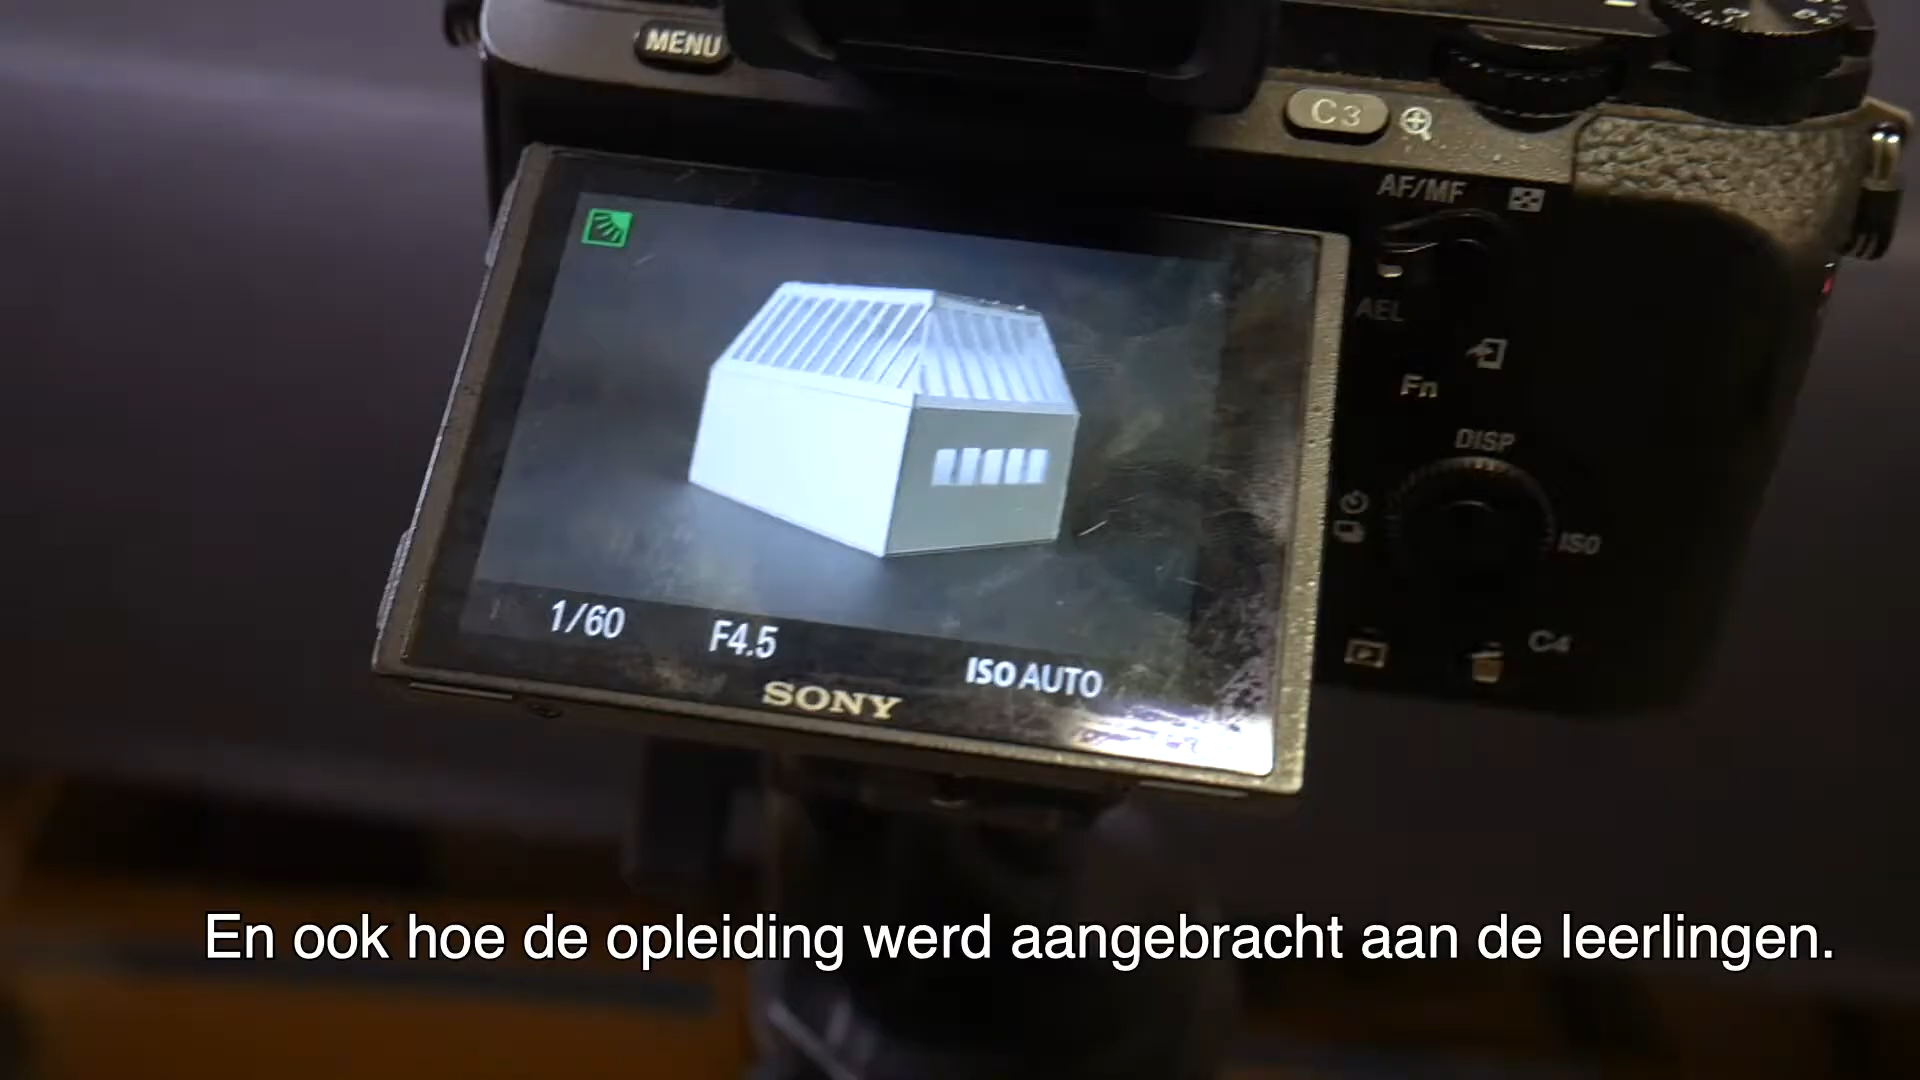 MENU
C3
AF/MF
AEL
Fn
DISP
ISO
1/60
F4.5
ISO AUTO
C4
SONY
En ook hoe de opleiding werd aangebracht aan de leerlingen.